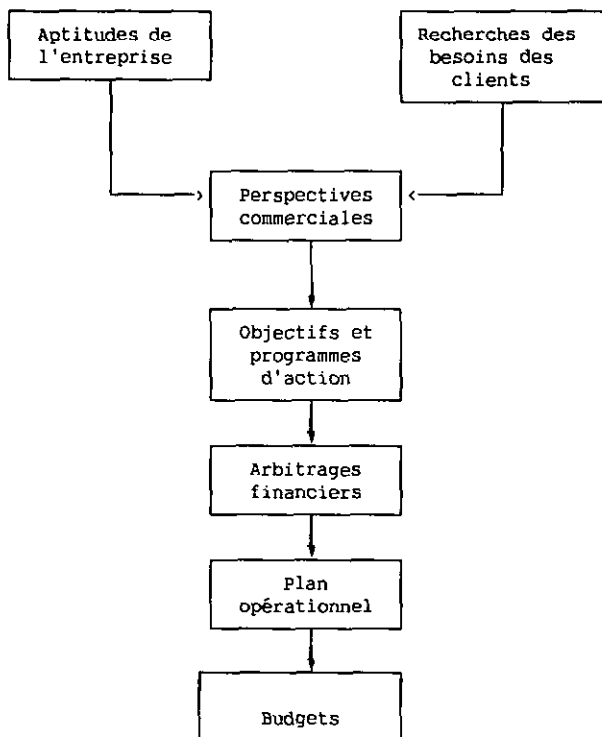 Aptitudes de
l'entreprise
Recherches des
besoins des
clients
Perspectives
commerciales
Objectifs et
programmes
d'action
Arbitrages
financiers
Plan
opérationnel
Budgets